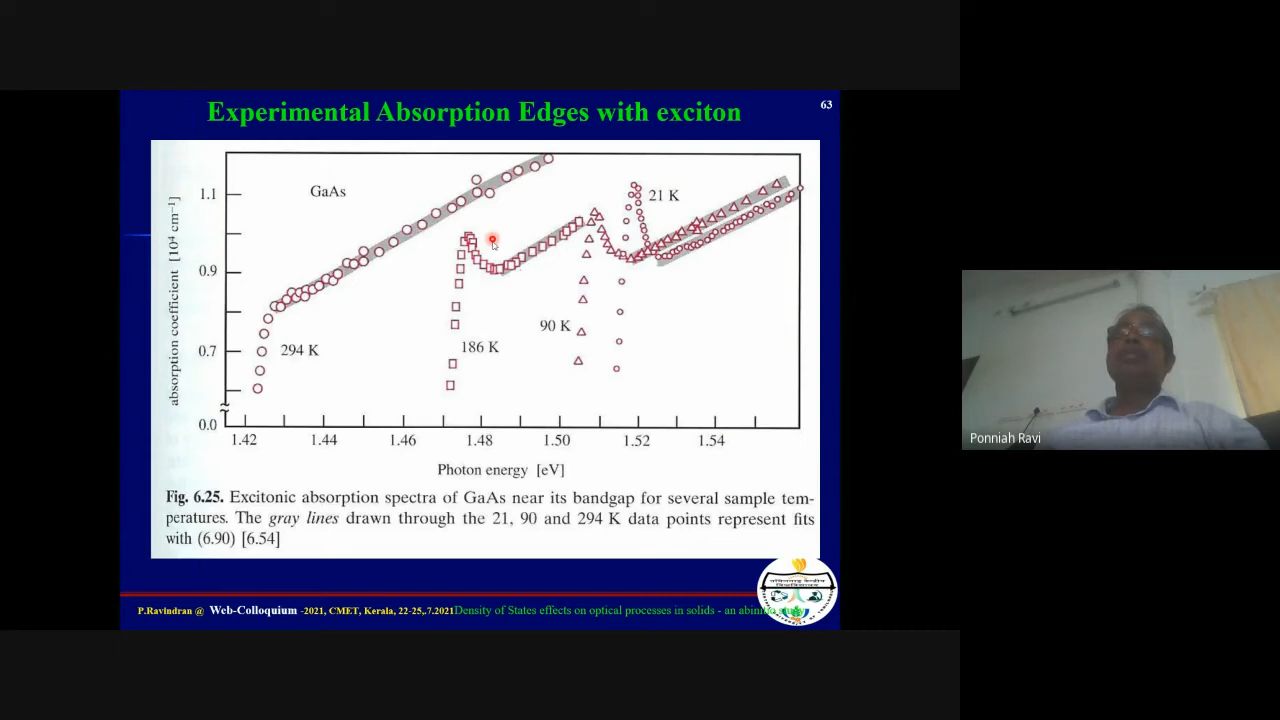 Experimental Absorption Edges with exciton
63
GaAs
21 K
90 K
186 K
294 K
absorption coefficient [10⁴ cm⁻¹]
1.1
0.9
0.7
0.0
1.42 1.44 1.46 1.48 1.50 1.52 1.54
Photon energy [eV]
Fig. 6.25. Excitonic absorption spectra of GaAs near its bandgap for several sample tem-
peratures. The gray lines drawn through the 21, 90 and 294 K data points represent fits
with (6.90) [6.54]
P.Ravindran @ Web-Colloquium -2021, CMET, Kerala, 22-25,.7.2021 Density of States effects on optical processes in solids - an study
Ponniah Ravi